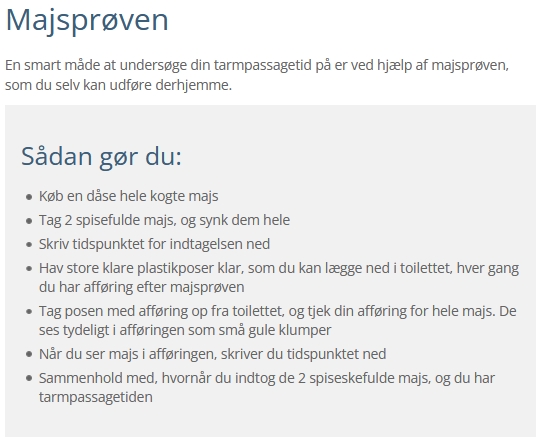 Majsprøven
En smart måde at undersøge din tarmpassagetid på er ved hjælp af majsprøven,
som du selv kan udføre derhjemme.
Sådan gør du:
• Køb en dåse hele kogte majs
• Tag 2 spisefulde majs, og synk dem hele
• Skriv tidspunktet for indtagelsen ned
• Hav store klare plastikposer klar, som du kan lægge ned i toilettet, hver gang
du har afføring efter majsprøven
• Tag posen med afføring op fra toilettet, og tjek din afføring for hele majs. De
ses tydeligt i afføringen som små gule klumper
• Når du ser majs i afføringen, skriver du tidspunktet ned
• Sammenhold med, hvornår du indtog de 2 spiseskefulde majs, og du har
tarmpassagetiden